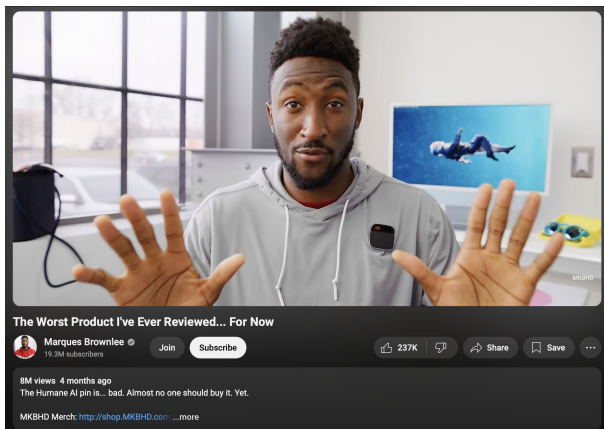 MKBHD
The Worst Product I've Ever Reviewed... For Now
Marques Brownlee
19.3M subscribers
Join
Subscribe
237K
Share
Save
8M views 4 months ago
The Humane AI pin is... bad. Almost no one should buy it. Yet.
MKBHD Merch: http://shop.MKBHD.com ...more